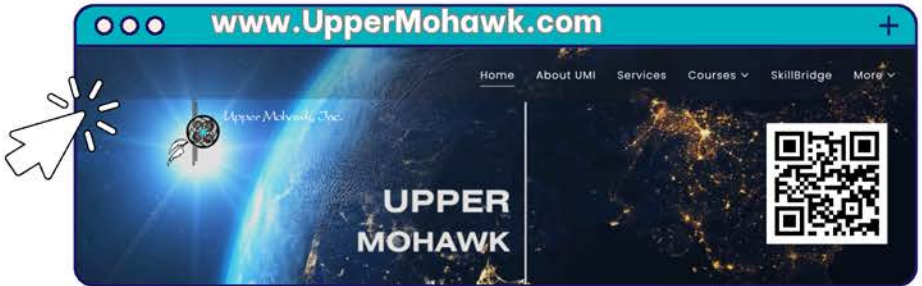 www.UpperMohawk.com
Home About UMI Services Courses SkillBridge More
Upper Mohawk, Inc.
UPPER
MOHAWK